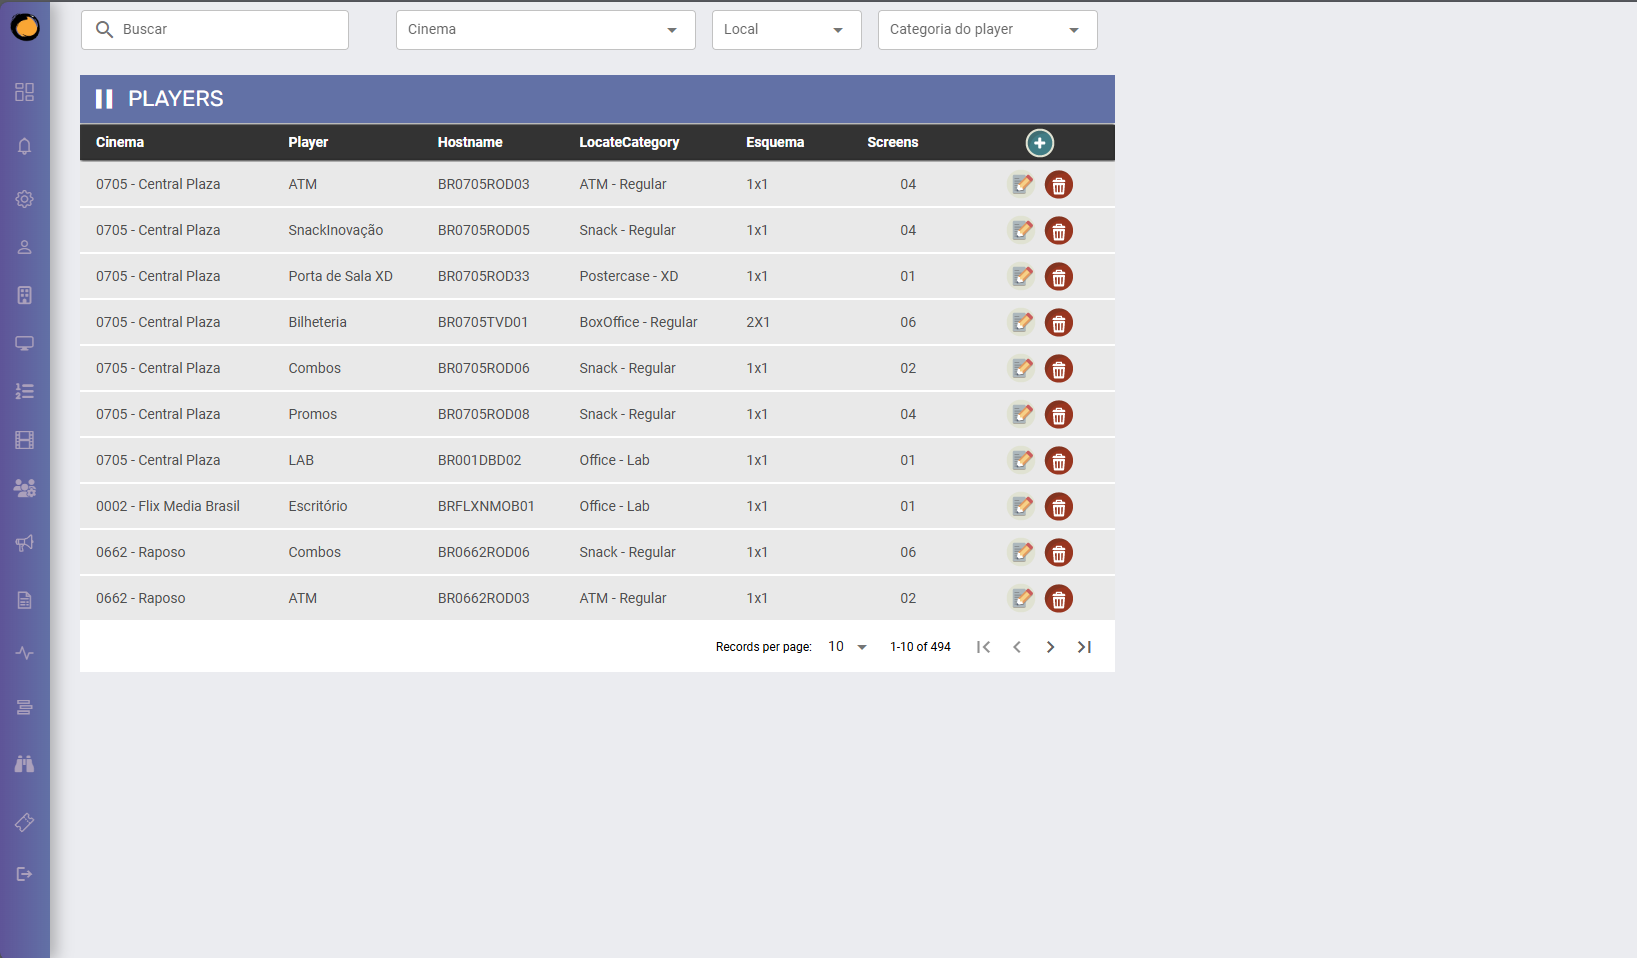 Buscar Cinema Local Categoria do player
PLAYERS
Cinema Player Hostname LocateCategory Esquema Screens
0705 - Central Plaza ATM BR0705ROD03 ATM - Regular 1x1 04
0705 - Central Plaza SnackInovação BR0705ROD05 Snack - Regular 1x1 04
0705 - Central Plaza Porta de Sala XD BR0705ROD33 Postercase - XD 1x1 01
0705 - Central Plaza Bilheteria BR0705TVD01 BoxOffice - Regular 2X1 06
0705 - Central Plaza Combos BR0705ROD06 Snack - Regular 1x1 02
0705 - Central Plaza Promos BR0705ROD08 Snack - Regular 1x1 04
0705 - Central Plaza LAB BR001DBD02 Office - Lab 1x1 01
0002 - Flix Media Brasil Escritório BRFLXNMOB01 Office - Lab 1x1 01
0662 - Raposo Combos BR0662ROD06 Snack - Regular 1x1 06
0662 - Raposo ATM BR0662ROD03 ATM - Regular 1x1 02
Records per page: 10 1-10 of 494